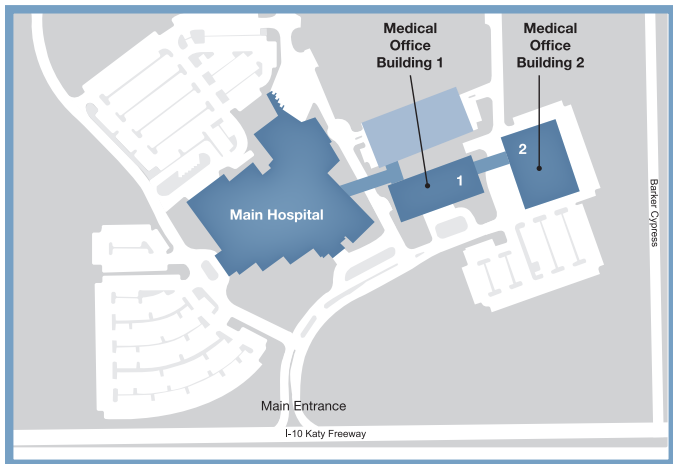 Medical
Office
Building 1
Medical
Office
Building 2
2
1
Main Hospital
Barker Cypress
Main Entrance
I-10 Katy Freeway